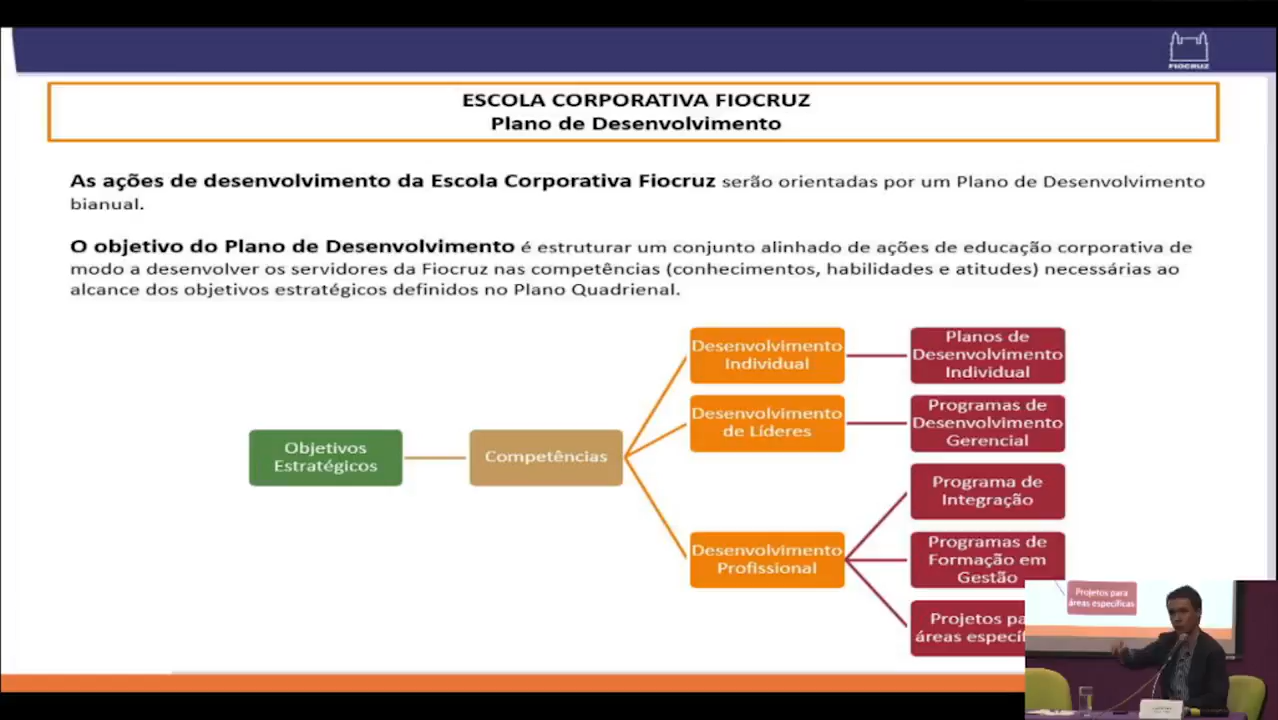 FIOCRUZ
ESCOLA CORPORATIVA FIOCRUZ
Plano de Desenvolvimento
As ações de desenvolvimento da Escola Corporativa Fiocruz serão orientadas por um Plano de Desenvolvimento
bianual.
O objetivo do Plano de Desenvolvimento é estruturar um conjunto alinhado de ações de educação corporativa de
modo a desenvolver os servidores da Fiocruz nas competências (conhecimentos, habilidades e atitudes) necessárias ao
alcance dos objetivos estratégicos definidos no Plano Quadrienal.
Objetivos
Estratégicos
Competências
Desenvolvimento
Individual
Planos de
Desenvolvimento
Individual
Desenvolvimento
de Líderes
Programas de
Desenvolvimento
Gerencial
Desenvolvimento
Profissional
Programa de
Integração
Programas de
Formação em
Gestão
Projetos pa
áreas específ
Projetos para
áreas específicas